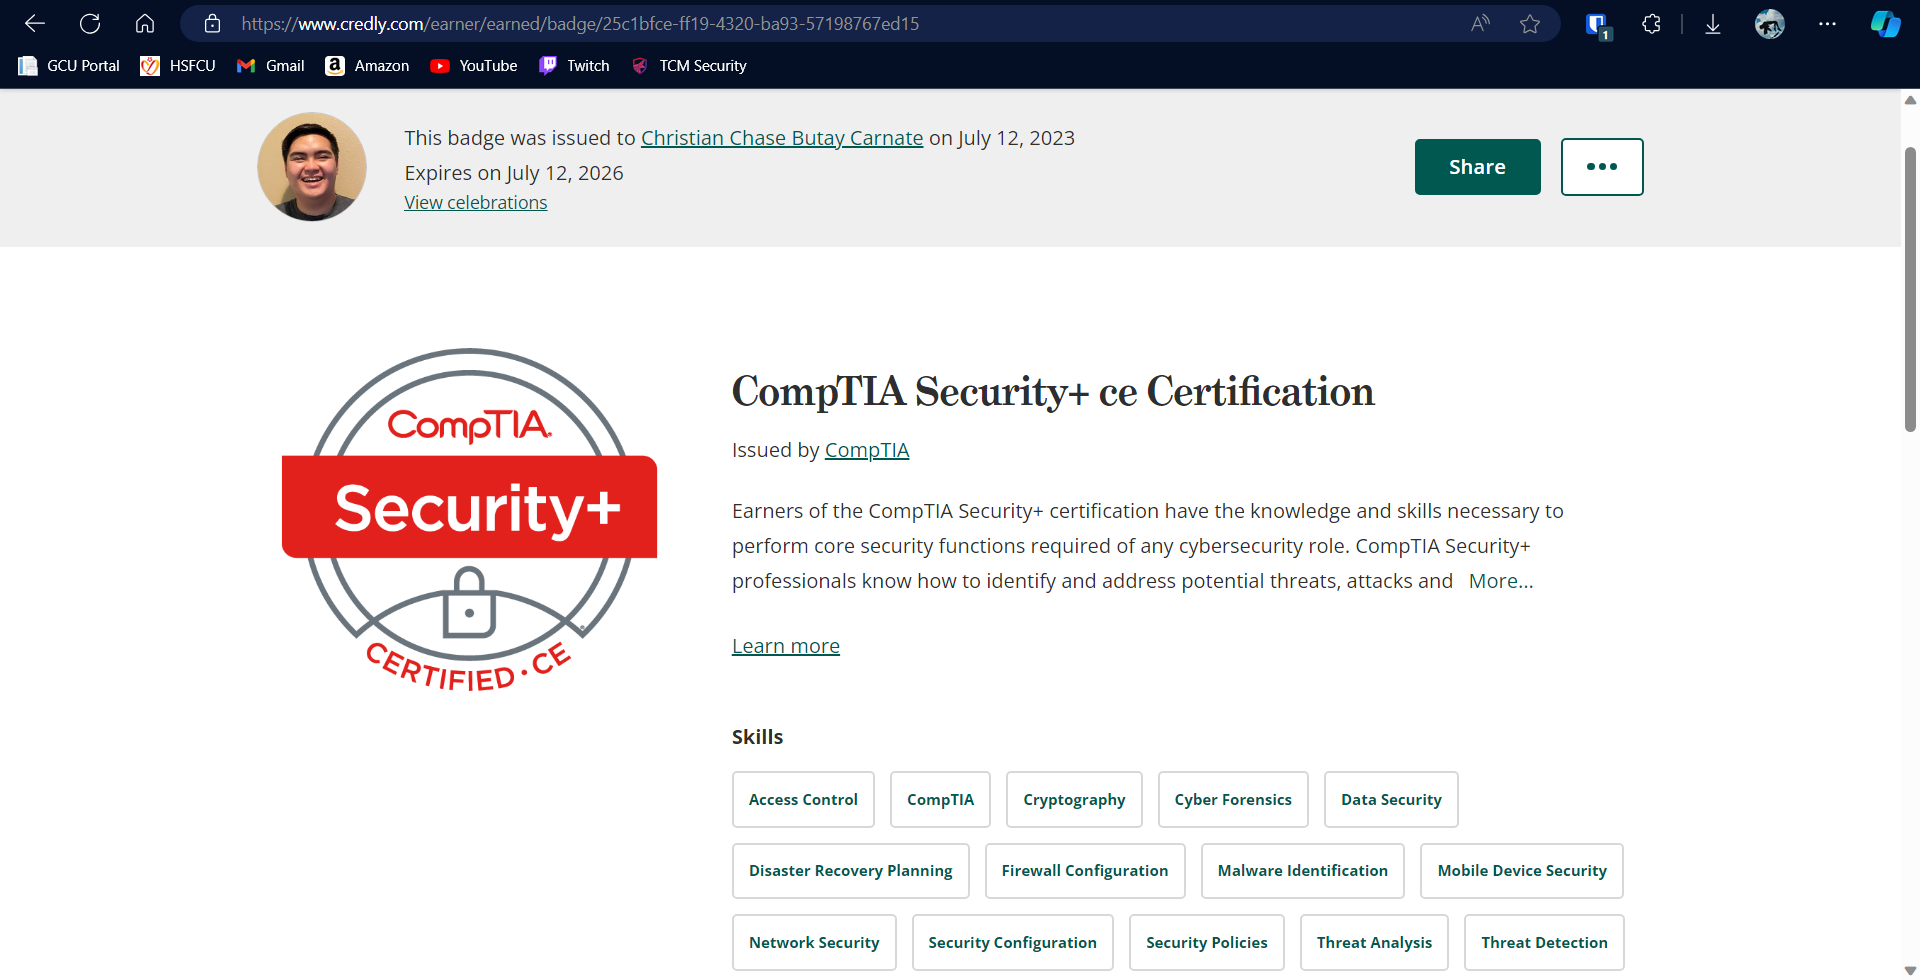 https://www.credly.com/earner/earned/badge/25c1bfce-ff19-4320-ba93-57198767ed15
1
GCU Portal
HSFCU
Gmail
Amazon
YouTube
Twitch
TCM Security
This badge was issued to Christian Chase Butay Carnate on July 12, 2023
Expires on July 12, 2026
View celebrations
Share
CompTIA.
Security+
CERTIFIED · CE
CompTIA Security+ ce Certification
Issued by CompTIA
Earners of the CompTIA Security+ certification have the knowledge and skills necessary to
perform core security functions required of any cybersecurity role. CompTIA Security+
professionals know how to identify and address potential threats, attacks and More...
Learn more
Skills
Access Control
CompTIA
Cryptography
Cyber Forensics
Data Security
Disaster Recovery Planning
Firewall Configuration
Malware Identification
Mobile Device Security
Network Security
Security Configuration
Security Policies
Threat Analysis
Threat Detection